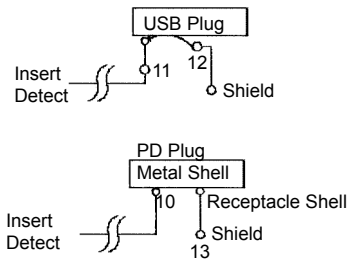 USB Plug
11
12
Insert
Detect
Shield
PD Plug
Metal Shell
10
Receptacle Shell
Insert
Detect
Shield
13